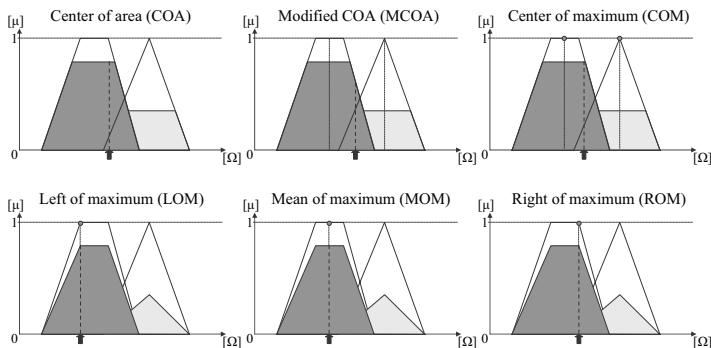 Center of area (COA)
[μ]
1
0
[Ω]
Modified COA (MCOA)
[μ]
1
0
[Ω]
Center of maximum (COM)
[μ]
1
0
[Ω]
Left of maximum (LOM)
[μ]
1
0
[Ω]
Mean of maximum (MOM)
[μ]
1
0
[Ω]
Right of maximum (ROM)
[μ]
1
0
[Ω]